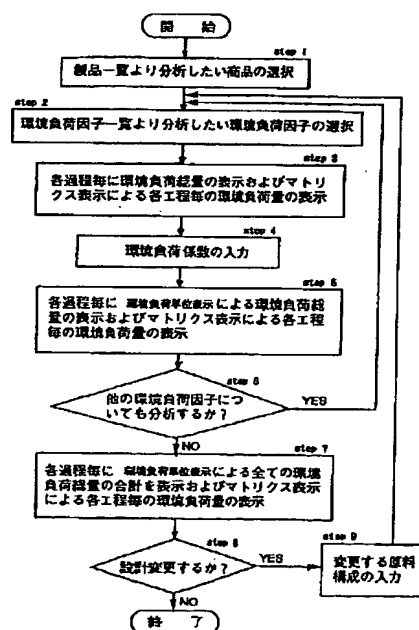 開 始
step 1
製品一覧より分析したい商品の選択
step 2
環境負荷因子一覧より分析したい環境負荷因子の選択
step 3
各過程毎に環境負荷総量の表示およびマトリ
クス表示による各工程毎の環境負荷量の表示
step 4
環境負荷係数の入力
step 5
各過程毎に 環境負荷単位表示による環境負荷総
量の表示およびマトリクス表示による各工程
毎の環境負荷量の表示
step 6
他の環境負荷因子につ
いても分析するか？
YES
NO
step 7
各過程毎に 環境負荷単位表示による全ての環境
負荷総量の合計を表示およびマトリクス表示
による各工程毎の環境負荷量の表示
step 8
設計変更するか？
YES
step 9
変更する原料
構成の入力
NO
終 了